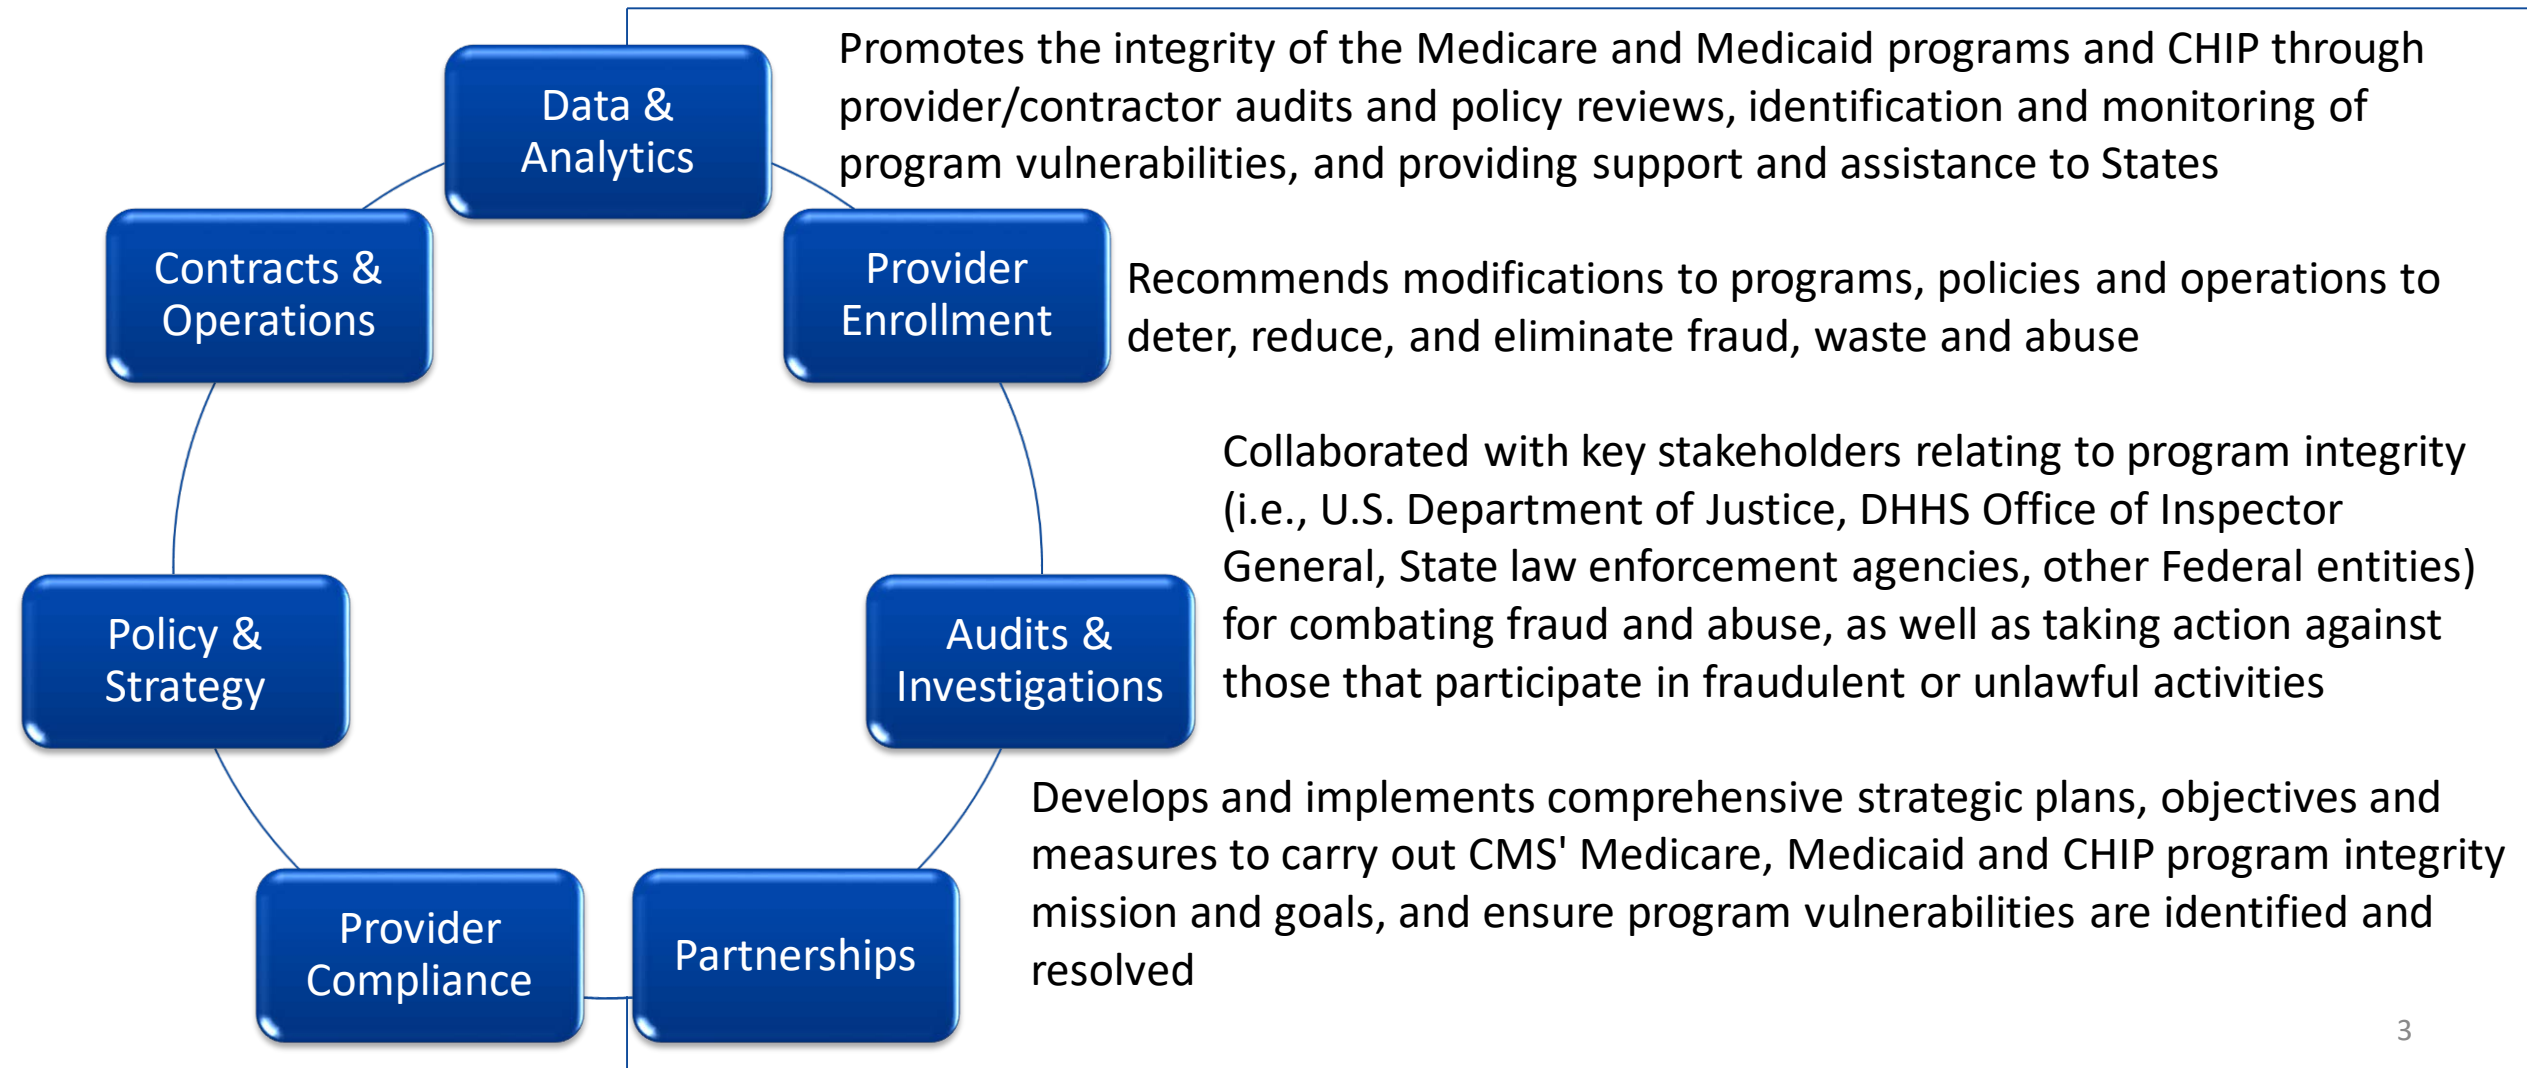 Data &
Analytics
Promotes the integrity of the Medicare and Medicaid programs and CHIP through
provider/contractor audits and policy reviews, identification and monitoring of
program vulnerabilities, and providing support and assistance to States
Contracts &
Operations
Provider
Enrollment
Recommends modifications to programs, policies and operations to
deter, reduce, and eliminate fraud, waste and abuse
Policy &
Strategy
Audits &
Investigations
Collaborated with key stakeholders relating to program integrity
(i.e., U.S. Department of Justice, DHHS Office of Inspector
General, State law enforcement agencies, other Federal entities)
for combating fraud and abuse, as well as taking action against
those that participate in fraudulent or unlawful activities
Provider
Compliance
Partnerships
Develops and implements comprehensive strategic plans, objectives and
measures to carry out CMS' Medicare, Medicaid and CHIP program integrity
mission and goals, and ensure program vulnerabilities are identified and
resolved
3